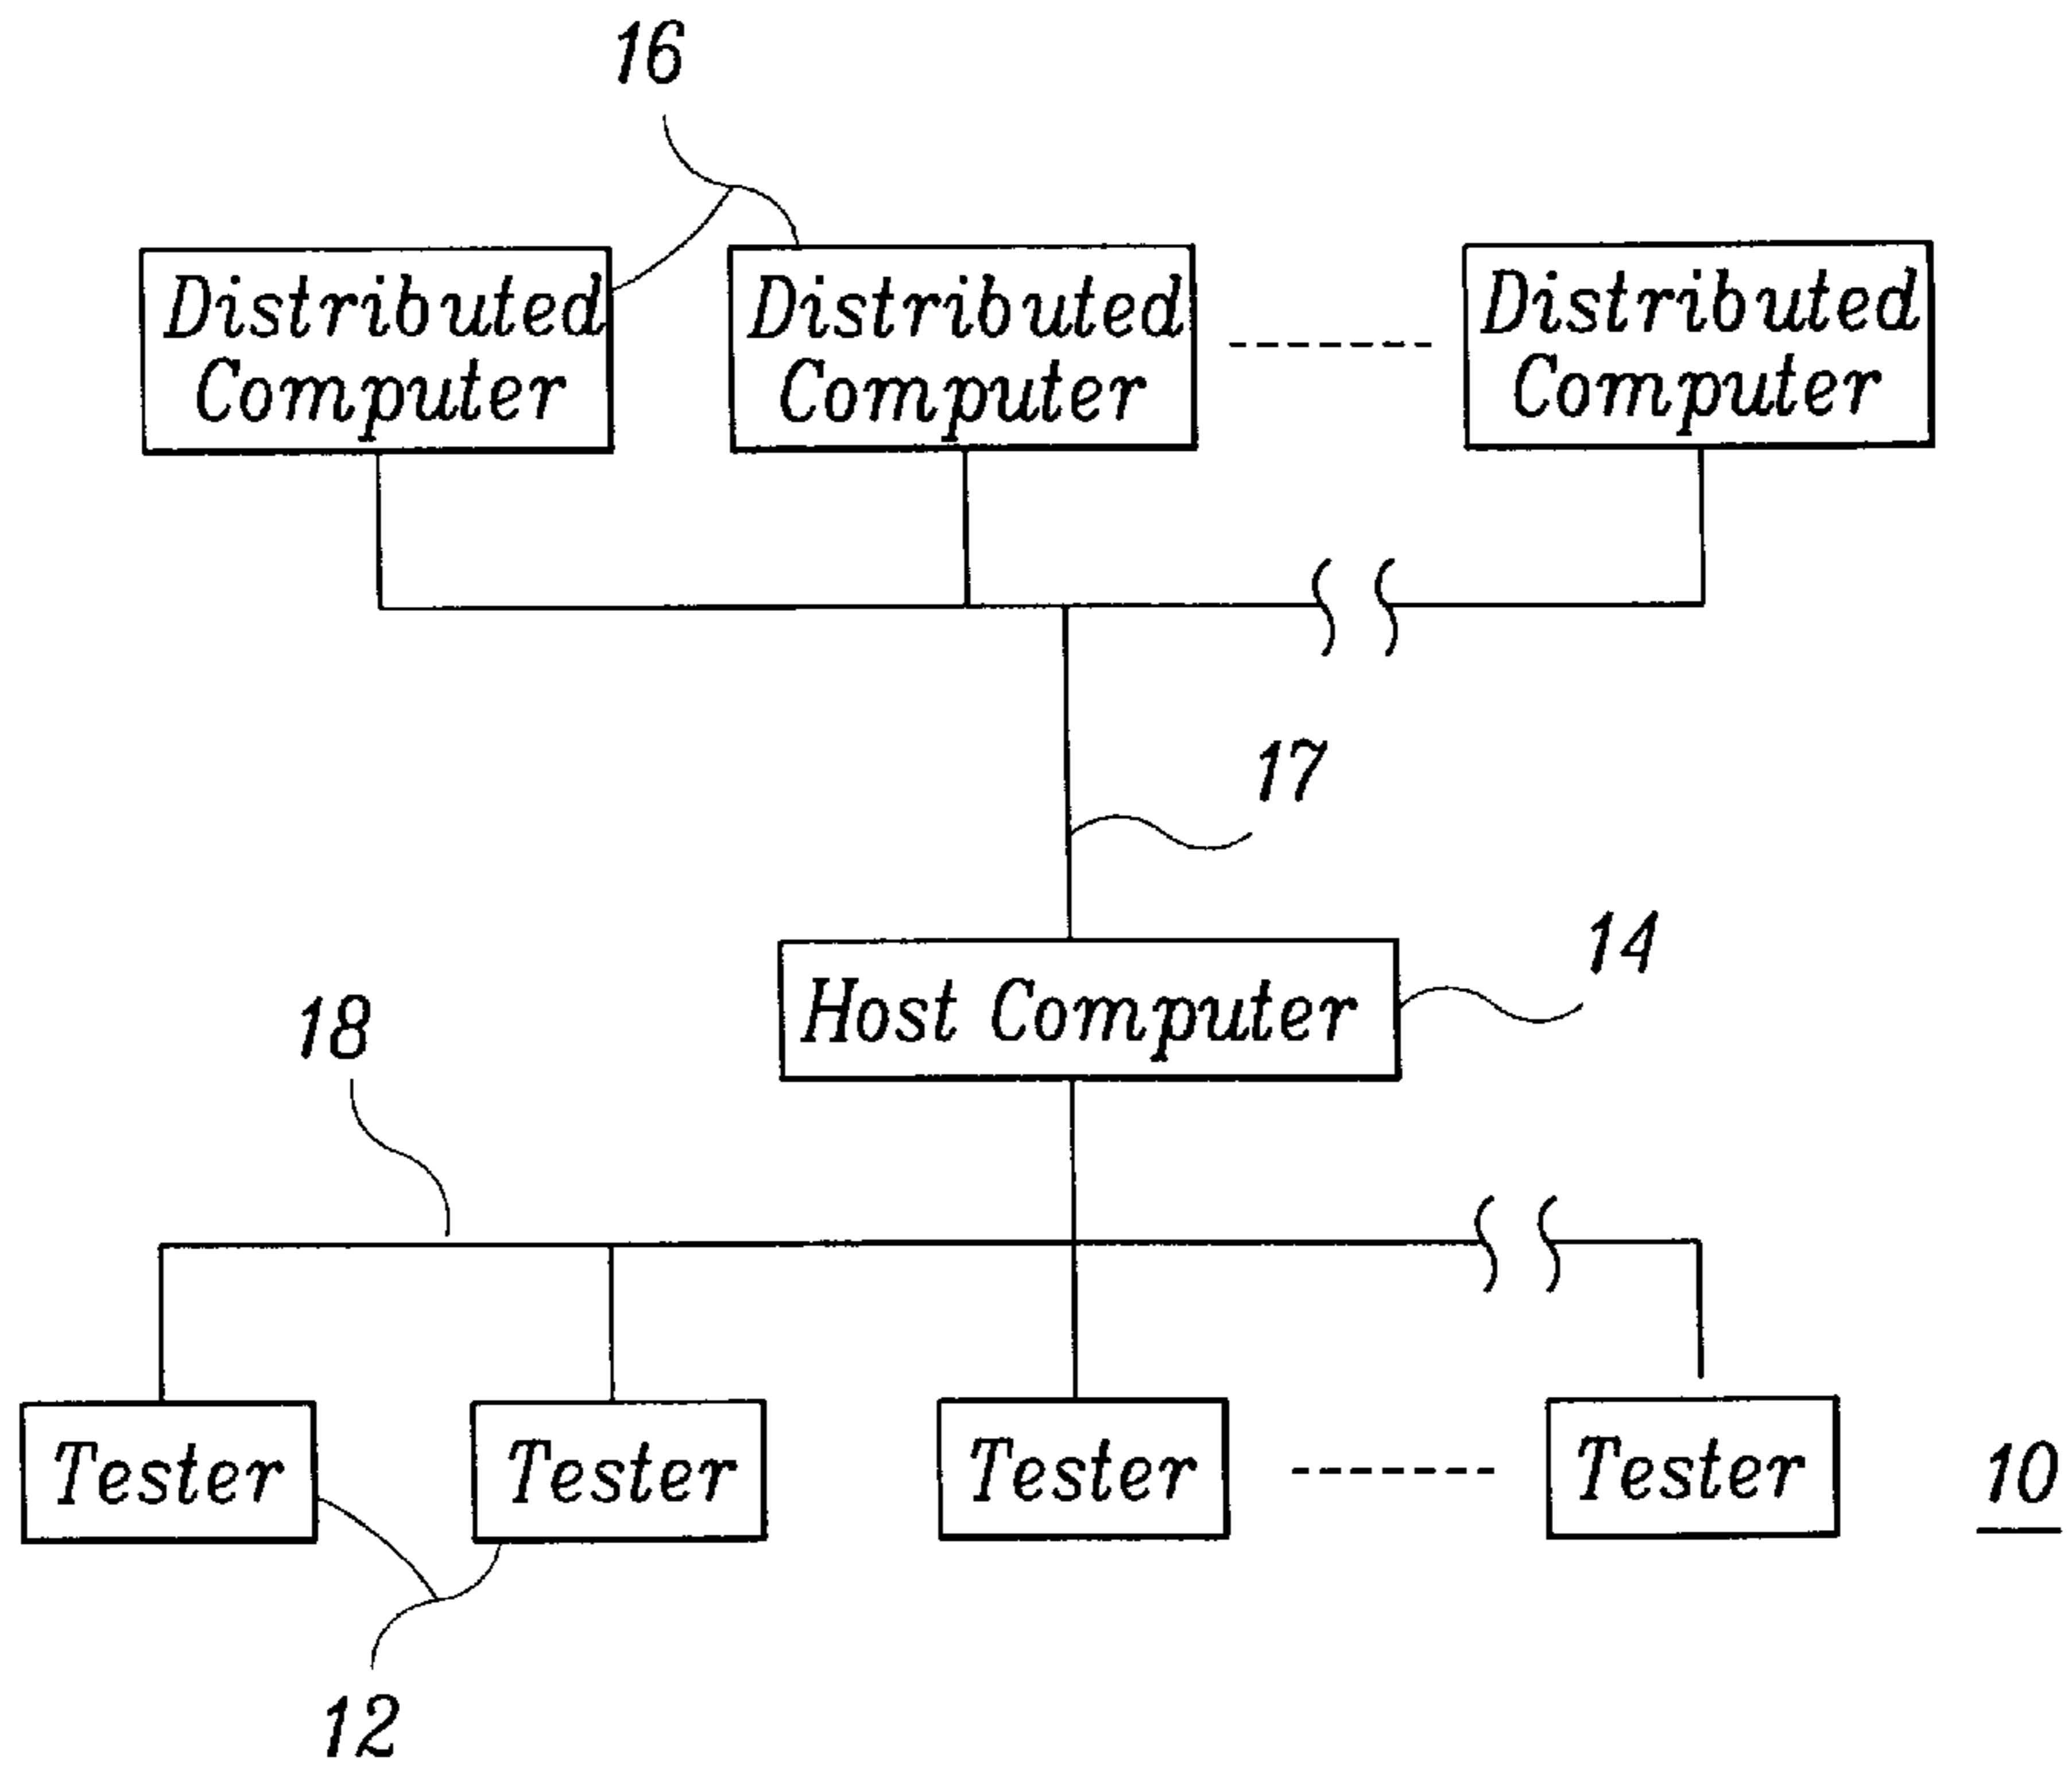 16
Distributed
Computer
Distributed
Computer
Distributed
Computer
17
14
Host Computer
18
Tester
Tester
Tester
Tester
10
12